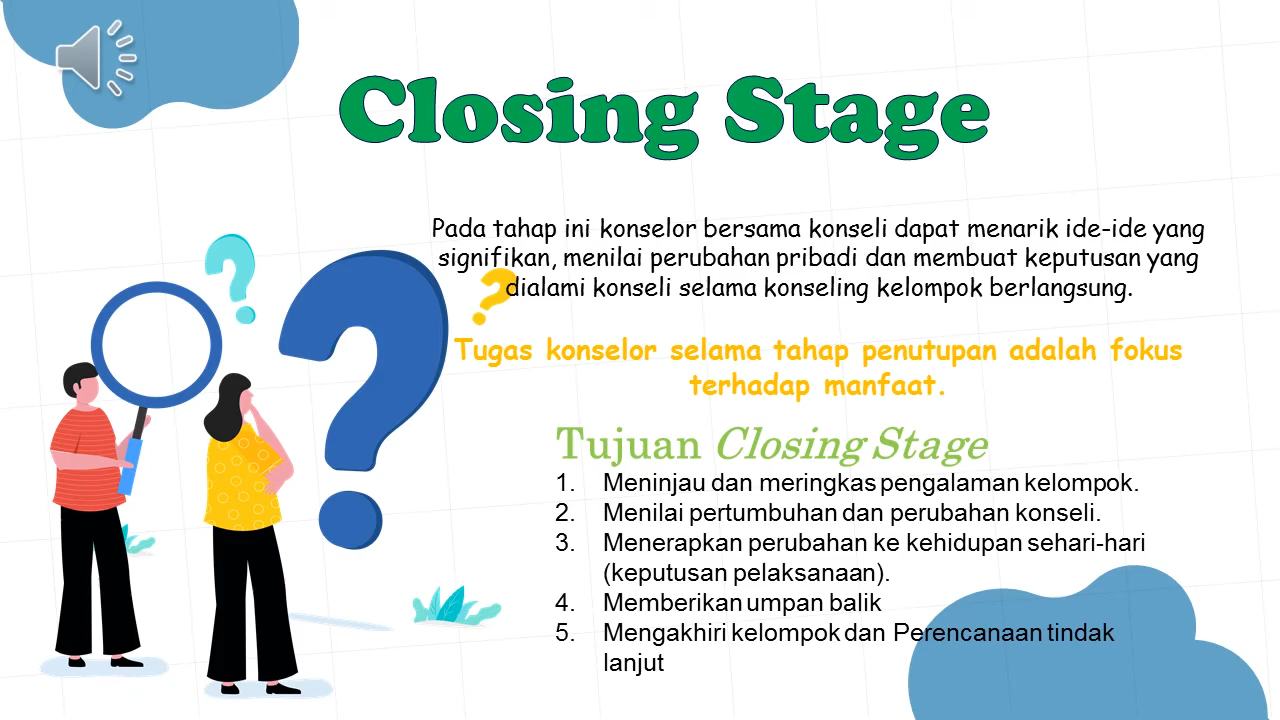 Closing Stage
Pada tahap ini konselor bersama konseli dapat menarik ide-ide yang
signifikan, menilai perubahan pribadi dan membuat keputusan yang
dialami konseli selama konseling kelompok berlangsung.
Tugas konselor selama tahap penutupan adalah fokus
terhadap manfaat.
Tujuan Closing Stage
1. Meninjau dan meringkas pengalaman kelompok.
2. Menilai pertumbuhan dan perubahan konseli.
3. Menerapkan perubahan ke kehidupan sehari-hari
(keputusan pelaksanaan).
4. Memberikan umpan balik
5. Mengakhiri kelompok dan Perencanaan tindak
lanjut